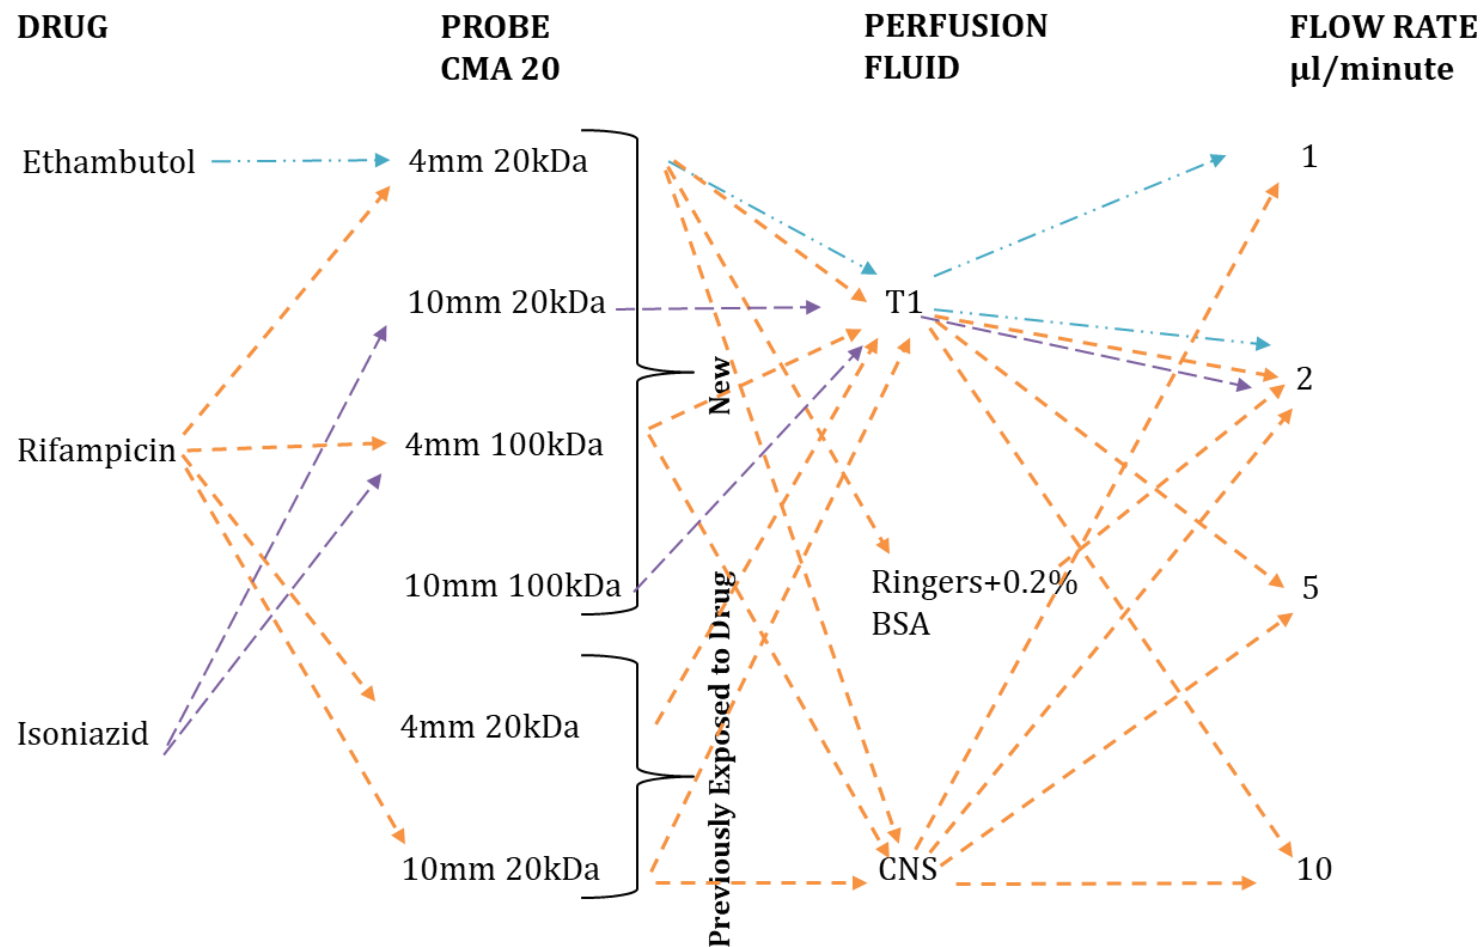 DRUG
PROBE
CMA 20
PERFUSION
FLUID
FLOW RATE
µl/minute
Ethambutol
Rifampicin
Isoniazid
4mm 20kDa
10mm 20kDa
4mm 100kDa
10mm 100kDa
4mm 20kDa
10mm 20kDa
New
Previously Exposed to Drug
T1
Ringers+0.2%
BSA
CNS
1
2
5
10